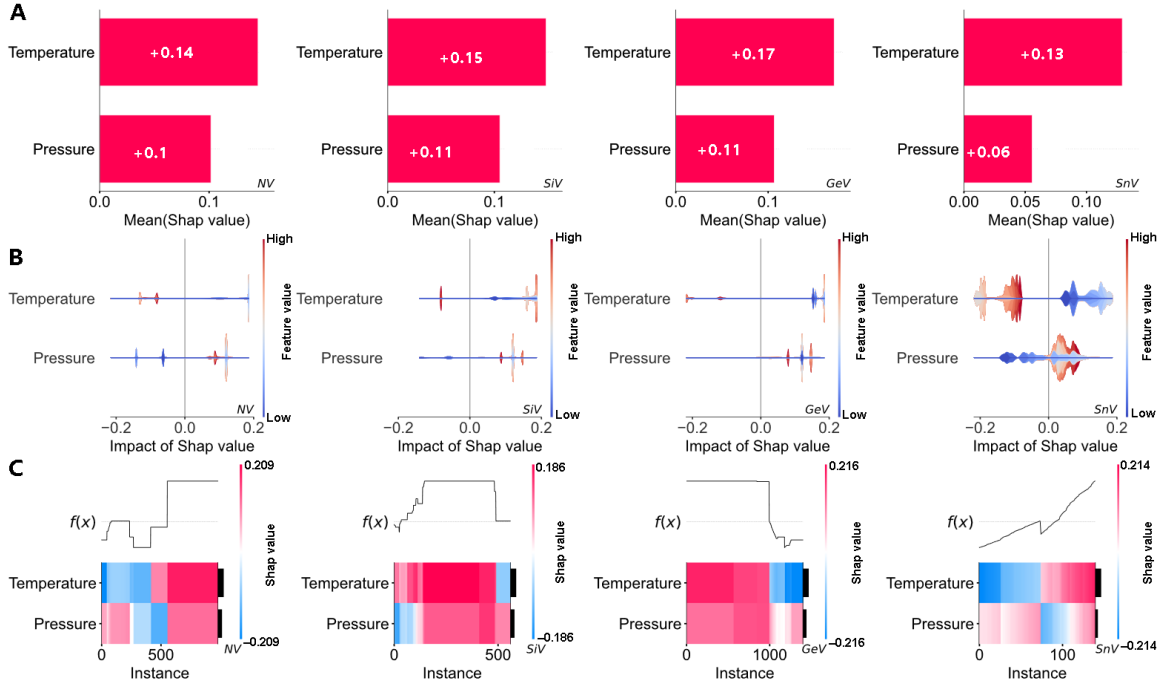 A
Temperature +0.14
Pressure +0.1
NV
0.0 0.1
Mean(Shap value)
Temperature +0.15
Pressure +0.11
SiV
0.0 0.1
Mean(Shap value)
Temperature +0.17
Pressure +0.11
GeV
0.0 0.1
Mean(Shap value)
Temperature +0.13
Pressure +0.06
SnV
0.00 0.05 0.10
Mean(Shap value)
B
High
Temperature
Pressure
Feature value
Low
NV
−0.2 0.0 0.2
Impact of Shap value
High
Temperature
Pressure
Feature value
Low
SiV
−0.2 0.0 0.2
Impact of Shap value
High
Temperature
Pressure
Feature value
Low
GeV
−0.2 0.0 0.2
Impact of Shap value
High
Temperature
Pressure
Feature value
Low
SnV
−0.2 0.0 0.2
Impact of Shap value
C
0.209
f(x)
Shap value
Temperature
Pressure
−0.209
NV
0 500
Instance
0.186
f(x)
Shap value
Temperature
Pressure
−0.186
SiV
0 500
Instance
0.216
f(x)
Shap value
Temperature
Pressure
−0.216
GeV
0 1000
Instance
0.214
f(x)
Shap value
Temperature
Pressure
−0.214
SnV
0 100
Instance